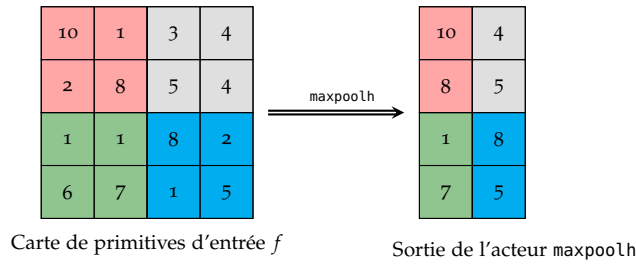 10 1 3 4 10 4
2 8 5 4 8 5
maxpoolh
1 1 8 2 1 8
6 7 1 5 7 5
Carte de primitives d'entrée f
Sortie de l'acteur maxpoolh